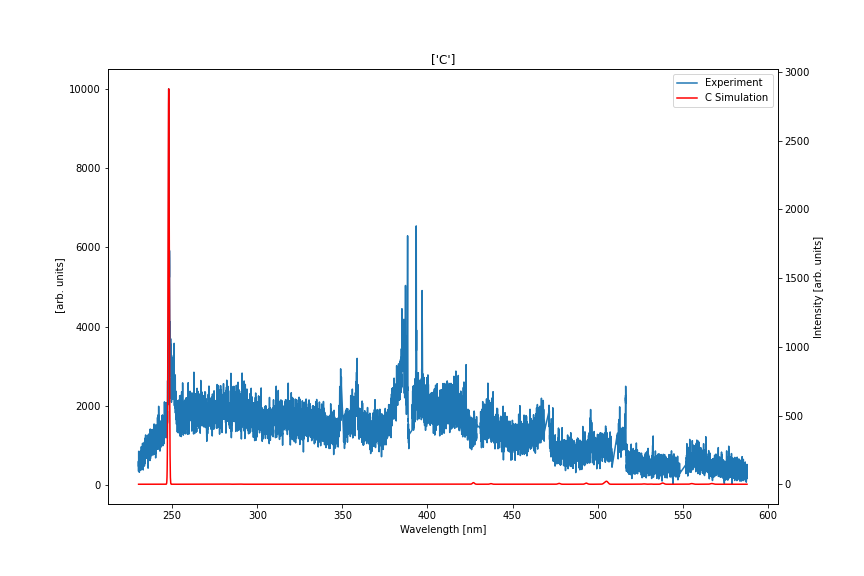 ['C']
Experiment
C Simulation
10000
8000
6000
4000
2000
0
[arb. units]
3000
2500
2000
1500
1000
500
0
Intensity [arb. units]
250 300 350 400 450 500 550 600
Wavelength [nm]